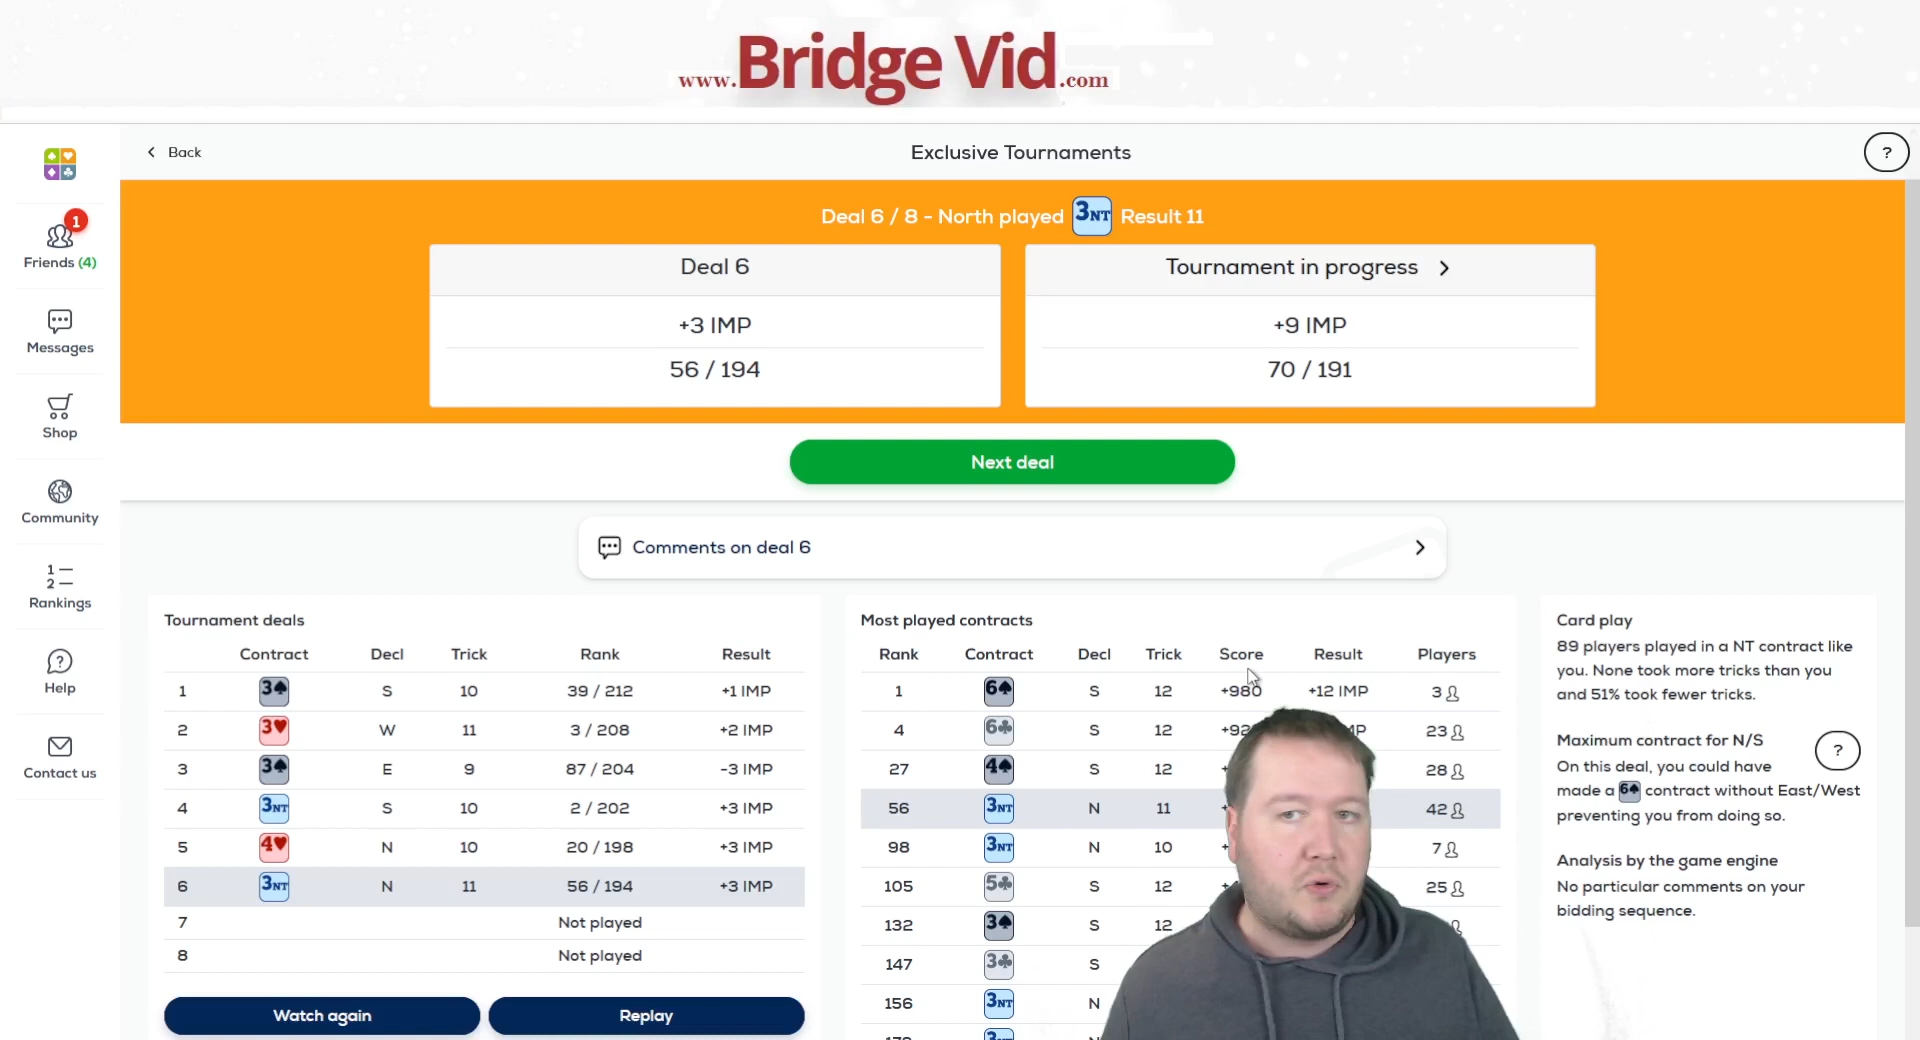 www.Bridge Vid.com
Back
Exclusive Tournaments
?
1
Friends (4)
Messages
Shop
Community
1
2
Rankings
Help
Contact us
Deal 6 / 8 - North played 3NT Result 11
Deal 6
+3 IMP
56 / 194
Tournament in progress
+9 IMP
70 / 191
Next deal
Comments on deal 6
Tournament deals
Contract Decl Trick Rank Result
1 3♠ S 10 39 / 212 +1 IMP
2 3♥ W 11 3 / 208 +2 IMP
3 3♠ E 9 87 / 204 -3 IMP
4 3NT S 10 2 / 202 +3 IMP
5 4♥ N 10 20 / 198 +3 IMP
6 3NT N 11 56 / 194 +3 IMP
7 Not played
8 Not played
Watch again
Replay
Most played contracts
Rank Contract Decl Trick Score Result Players
1 6♠ S 12 +980 +12 IMP 3
4 6♣ S 12 23
27 4♠ S 12 28
56 3NT N 11 42
98 3NT N 10 7
105 5♣ S 12 25
132 3♠ S 12
147 3♣ S
156 3NT N
Card play
89 players played in a NT contract like
you. None took more tricks than you
and 51% took fewer tricks.
Maximum contract for N/S
?
On this deal, you could have
made a 6♠ contract without East/West
preventing you from doing so.
Analysis by the game engine
No particular comments on your
bidding sequence.